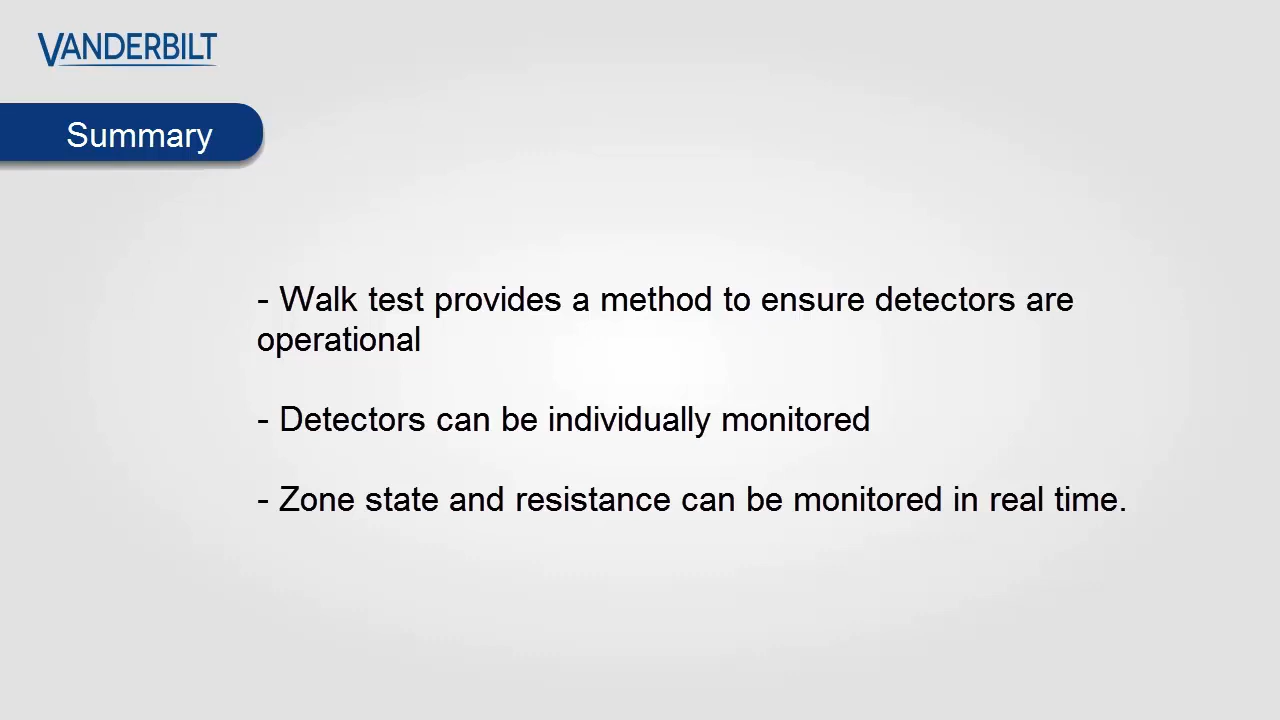 VANDERBILT
Summary
- Walk test provides a method to ensure detectors are
operational
- Detectors can be individually monitored
- Zone state and resistance can be monitored in real time.